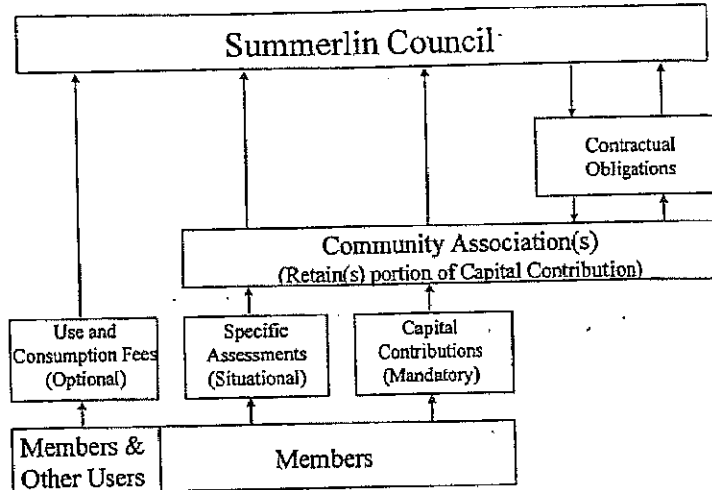 Summerlin Council
Contractual
Obligations
Community Association(s)
(Retain(s) portion of Capital Contribution)
Use and
Consumption Fees
(Optional)
Specific
Assessments
(Situational)
Capital
Contributions
(Mandatory)
Members &
Other Users
Members